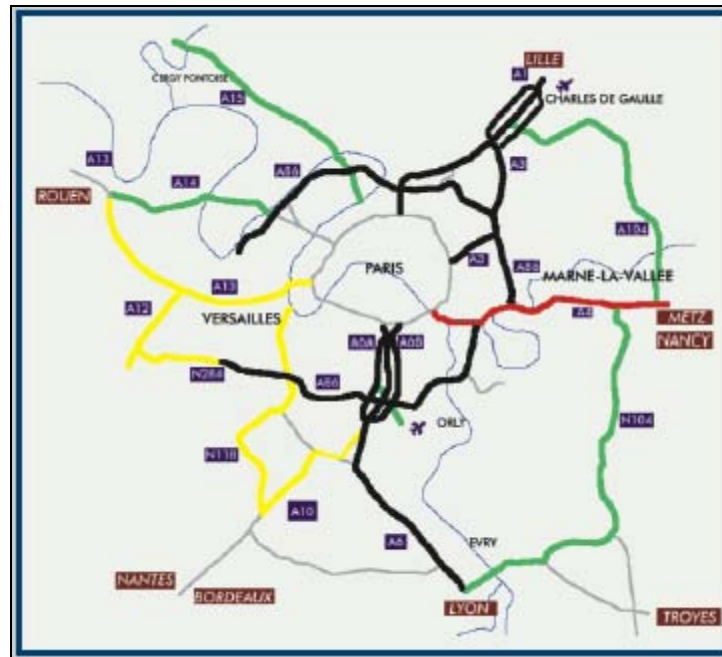 LILLE
A1
CHARLES DE GAULLE
CERGY PONTOISE
A15
A13
A14
A86
A3
ROUEN
A104
A3
A86
PARIS
MARNE-LA-VALLEE
A12
A13
VERSAILLES
A4
METZ
NANCY
A6A
A6B
N286
A86
ORLY
N104
N118
A10
A6
EVRY
NANTES
BORDEAUX
LYON
TROYES